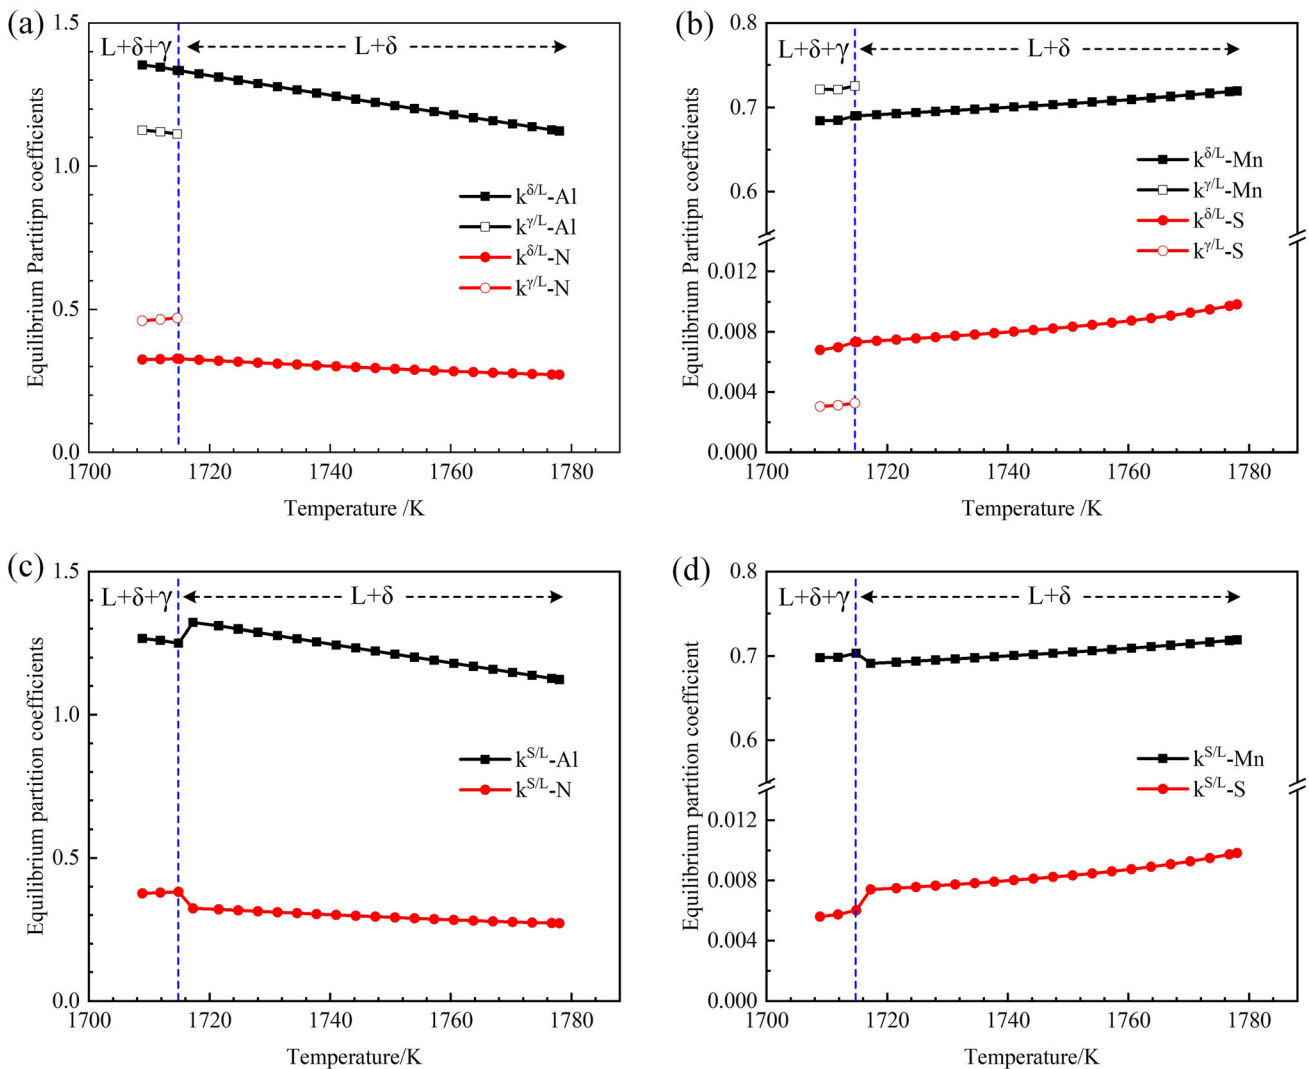 (a)
1.5
L+δ+γ
L+δ
1.0
0.5
0.0
Equilibrium Partitipn coefficients
k^δ/L-Al
k^γ/L-Al
k^δ/L-N
k^γ/L-N
1700 1720 1740 1760 1780
Temperature /K
(b)
0.8
L+δ+γ
L+δ
0.7
0.6
0.012
0.008
0.004
0.000
Equilibrium Partitipn coefficients
k^δ/L-Mn
k^γ/L-Mn
k^δ/L-S
k^γ/L-S
1700 1720 1740 1760 1780
Temperature /K
(c)
1.5
L+δ+γ
L+δ
1.0
0.5
0.0
Equilibrium partition coefficients
k^S/L-Al
k^S/L-N
1700 1720 1740 1760 1780
Temperature/K
(d)
0.8
L+δ+γ
L+δ
0.7
0.6
0.012
0.008
0.004
0.000
Equilibrium partition coefficient
k^S/L-Mn
k^S/L-S
1700 1720 1740 1760 1780
Temperature/K